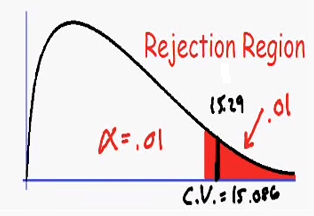 Rejection Region
15.29
.01
α = .01
C.V. = 15.086